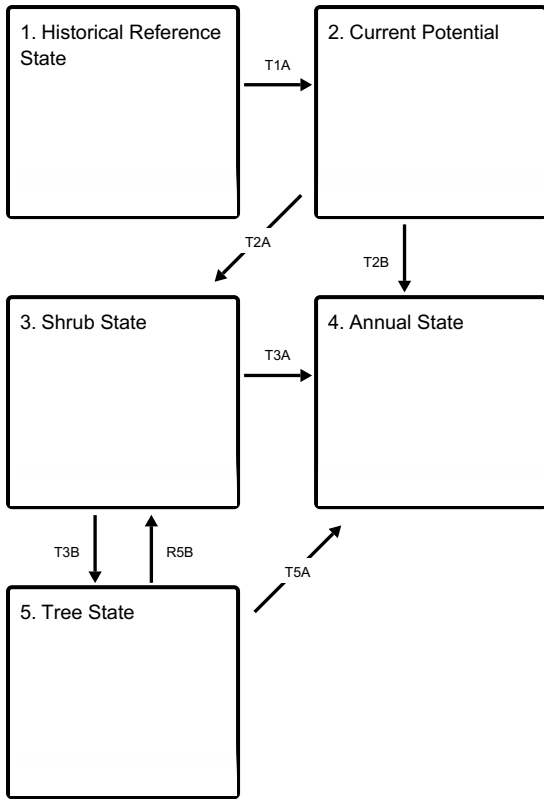 1. Historical Reference
State
2. Current Potential
T1A
T2A
T2B
3. Shrub State
4. Annual State
T3A
T3B
R5B
T5A
5. Tree State